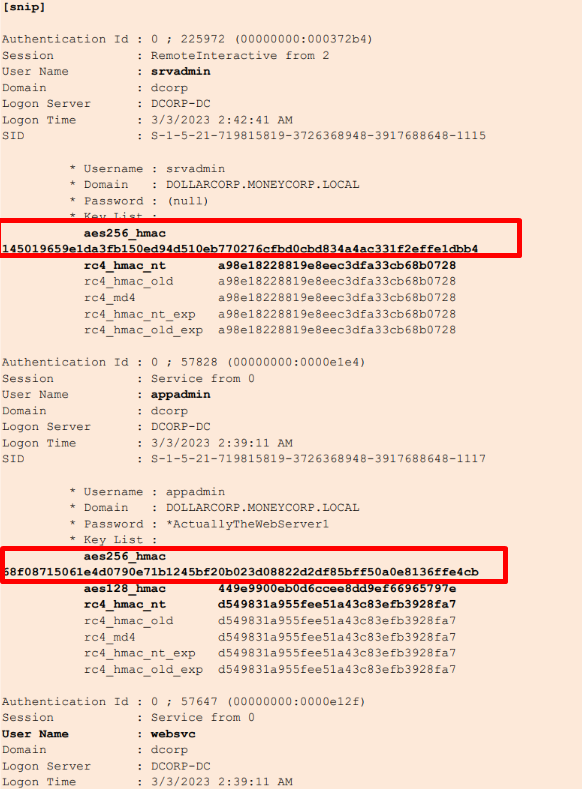 [snip]
Authentication Id : 0 ; 225972 (00000000:000372b4)
Session : RemoteInteractive from 2
User Name : srvadmin
Domain : dcorp
Logon Server : DCORP-DC
Logon Time : 3/3/2023 2:42:41 AM
SID : S-1-5-21-719815819-3726368948-3917688648-1115
* Username : srvadmin
* Domain : DOLLARCORP.MONEYCORP.LOCAL
* Password : (null)
* Key List :
aes256_hmac
145019659e1da3fb150ed94d510eb770276cfbd0cbd834a4ac331f2effe1dbb4
rc4_hmac_nt a98e18228819e8eec3dfa33cb68b0728
rc4_hmac_old a98e18228819e8eec3dfa33cb68b0728
rc4_md4 a98e18228819e8eec3dfa33cb68b0728
rc4_hmac_nt_exp a98e18228819e8eec3dfa33cb68b0728
rc4_hmac_old_exp a98e18228819e8eec3dfa33cb68b0728
Authentication Id : 0 ; 57828 (00000000:0000e1e4)
Session : Service from 0
User Name : appadmin
Domain : dcorp
Logon Server : DCORP-DC
Logon Time : 3/3/2023 2:39:11 AM
SID : S-1-5-21-719815819-3726368948-3917688648-1117
* Username : appadmin
* Domain : DOLLARCORP.MONEYCORP.LOCAL
* Password : *ActuallyTheWebServer1
* Key List :
aes256_hmac
68f08715061e4d0790e71b1245bf20b023d08822d2df85bff50a0e8136ffe4cb
aes128_hmac 449e9900eb0d6ccee8dd9ef66965797e
rc4_hmac_nt d549831a955fee51a43c83efb3928fa7
rc4_hmac_old d549831a955fee51a43c83efb3928fa7
rc4_md4 d549831a955fee51a43c83efb3928fa7
rc4_hmac_nt_exp d549831a955fee51a43c83efb3928fa7
rc4_hmac_old_exp d549831a955fee51a43c83efb3928fa7
Authentication Id : 0 ; 57647 (00000000:0000e12f)
Session : Service from 0
User Name : websvc
Domain : dcorp
Logon Server : DCORP-DC
Logon Time : 3/3/2023 2:39:11 AM